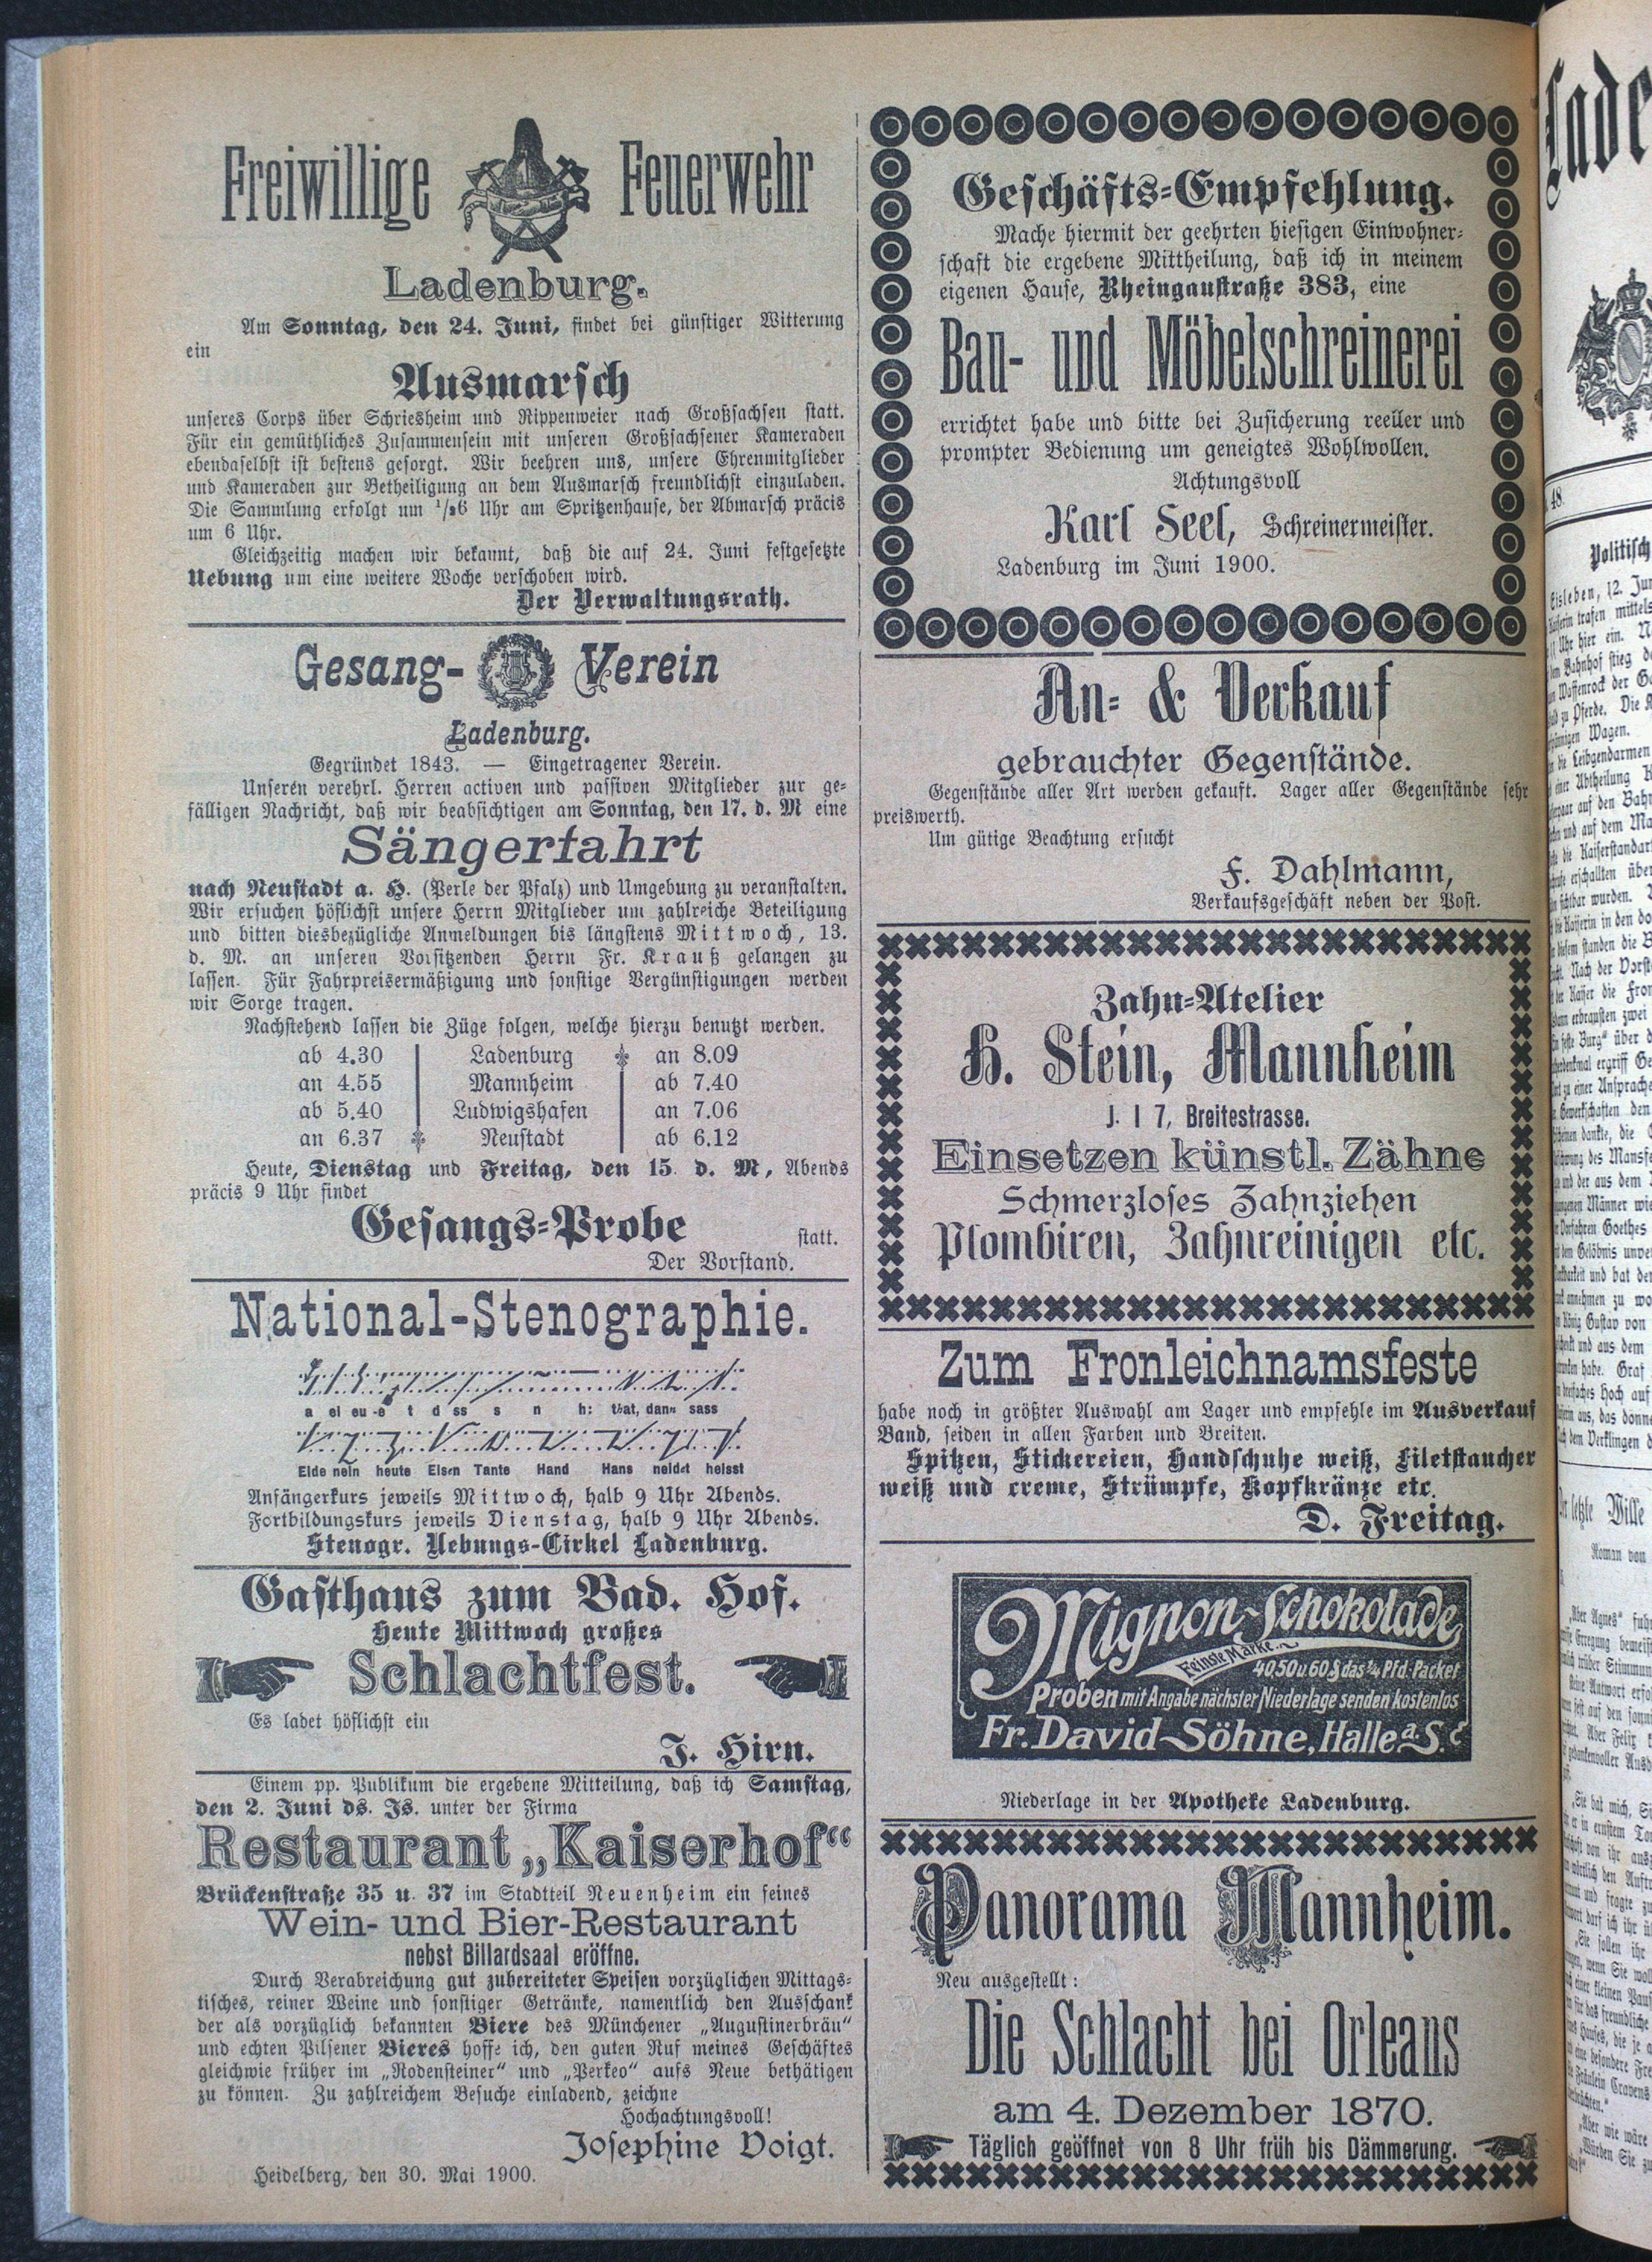 Freiwillige Feuerwehr
Ladenburg.
Am Sonntag, den 24. Juni, findet bei günstiger Witterung
ein
Ausmarsch
unseres Corps über Schriesheim und Rippenweier nach Großsachsen statt.
Für ein gemüthliches Zusammensein mit unseren Großsachsener Kameraden
ebendaselbst ist bestens gesorgt. Wir beehren uns, unsere Ehrenmitglieder
und Kameraden zur Betheiligung an dem Ausmarsch freundlichst einzuladen.
Die Sammlung erfolgt um 1/26 Uhr am Spritzenhause, der Abmarsch präcis
um 6 Uhr.
Gleichzeitig machen wir bekannt, daß die auf 24. Juni festgesetzte
Uebung um eine weitere Woche verschoben wird.
Der Verwaltungsrath.
Gesang- Verein
Ladenburg.
Gegründet 1843. — Eingetragener Verein.
Unseren verehrl. Herren activen und passiven Mitglieder zur ge-
fälligen Nachricht, daß wir beabsichtigen am Sonntag, den 17. d. M eine
Sängerfahrt
nach Neustadt a. H. (Perle der Pfalz) und Umgebung zu veranstalten.
Wir ersuchen höflichst unsere Herrn Mitglieder um zahlreiche Beteiligung
und bitten diesbezügliche Anmeldungen bis längstens Mittwoch, 13.
d. M. an unseren Vorsitzenden Herrn Fr. Krauß gelangen zu
lassen. Für Fahrpreisermäßigung und sonstige Vergünstigungen werden
wir Sorge tragen.
Nachstehend lassen die Züge folgen, welche hierzu benutzt werden.
ab 4.30 Ladenburg an 8.09
an 4.55 Mannheim ab 7.40
ab 5.40 Ludwigshafen an 7.06
an 6.37 Neustadt ab 6.12
Heute, Dienstag und Freitag, den 15. d. M, Abends
präcis 9 Uhr findet
Gesangs-Probe statt.
Der Vorstand.
National-Stenographie.
a ei eu -e t d ss s n h: that, dann sass
Eide nein heute Eisen Tante Hand Hans neidet heisst
Anfängerkurs jeweils Mittwoch, halb 9 Uhr Abends.
Fortbildungskurs jeweils Dienstag, halb 9 Uhr Abends.
Stenogr. Uebungs-Cirkel Ladenburg.
Gasthaus zum Bad. Hof.
Heute Mittwoch großes
Schlachtfest.
Es ladet höflichst ein
J. Hirn.
Einem pp. Publikum die ergebene Mitteilung, daß ich Samstag,
den 2. Juni ds. Js. unter der Firma
Restaurant „Kaiserhof“
Brückenstraße 35 u. 37 im Stadtteil Neuenheim ein feines
Wein- und Bier-Restaurant
nebst Billardsaal eröffne.
Durch Verabreichung gut zubereiteter Speisen vorzüglichen Mittags-
tisches, reiner Weine und sonstiger Getränke, namentlich den Ausschank
der als vorzüglich bekannten Biere des Münchener „Augustinerbräu“
und echten Pilsener Bieres hoffe ich, den guten Ruf meines Geschäftes
gleichwie früher im „Rodensteiner“ und „Perkeo“ aufs Neue bethätigen
zu können. Zu zahlreichem Besuche einladend, zeichne
Hochachtungsvoll!
Josephine Voigt.
Heidelberg, den 30. Mai 1900.
Geschäfts-Empfehlung.
Mache hiermit der geehrten hiesigen Einwohner-
schaft die ergebene Mittheilung, daß ich in meinem
eigenen Hause, Rheingaustraße 383, eine
Bau- und Möbelschreinerei
errichtet habe und bitte bei Zusicherung reeller und
prompter Bedienung um geneigtes Wohlwollen.
Achtungsvoll
Karl Seel, Schreinermeister.
Ladenburg im Juni 1900.
An- & Verkauf
gebrauchter Gegenstände.
Gegenstände aller Art werden gekauft. Lager aller Gegenstände sehr
preiswerth.
Um gütige Beachtung ersucht
F. Dahlmann,
Verkaufsgeschäft neben der Post.
Zahn-Atelier
H. Stein, Mannheim
J. I 7, Breitestrasse.
Einsetzen künstl. Zähne
Schmerzloses Zahnziehen
Plombiren, Zahnreinigen etc.
Zum Fronleichnamsfeste
habe noch in größter Auswahl am Lager und empfehle im Ausverkauf
Band, seiden in allen Farben und Breiten.
Spitzen, Stickereien, Handschuhe weiß, Filetstaucher
weiß und creme, Strümpfe, Kopfkränze etc.
D. Freitag.
Mignon-Schokolade
Feinste Marke
40, 50 u. 60 ₰ das ¼ Pfd. Packet
Proben mit Angabe nächster Niederlage senden kostenlos
Fr. David Söhne, Halle a. S.
Niederlage in der Apotheke Ladenburg.
Panorama Mannheim.
Neu ausgestellt:
Die Schlacht bei Orleans
am 4. Dezember 1870.
Täglich geöffnet von 8 Uhr früh bis Dämmerung.
Lade
48.
Politisch
Eisleben, 12. Jun